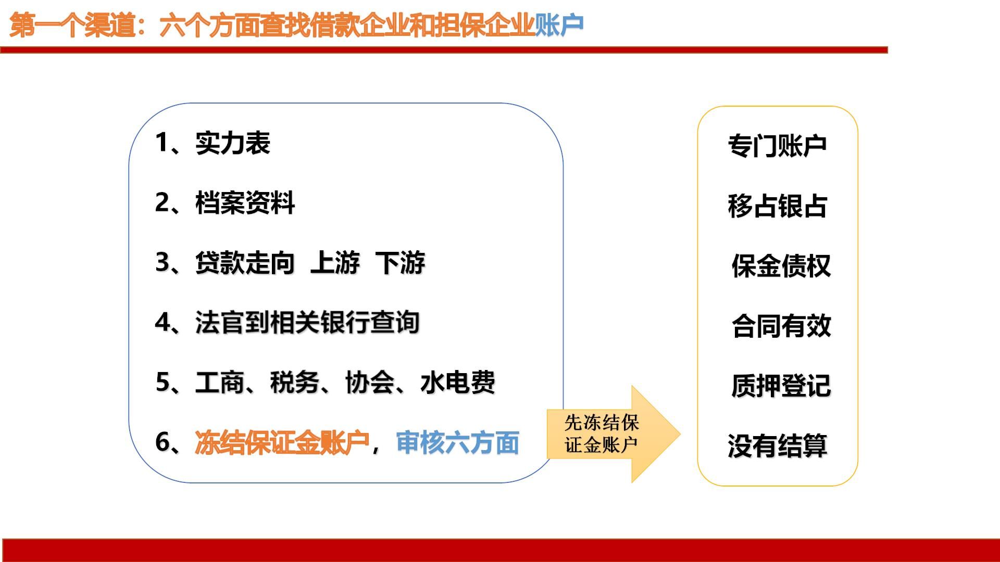 第一个渠道：六个方面查找借款企业和担保企业账户
1、实力表
2、档案资料
3、贷款走向 上游 下游
4、法官到相关银行查询
5、工商、税务、协会、水电费
6、冻结保证金账户，审核六方面
先冻结保
证金账户
专门账户
移占银占
保金债权
合同有效
质押登记
没有结算